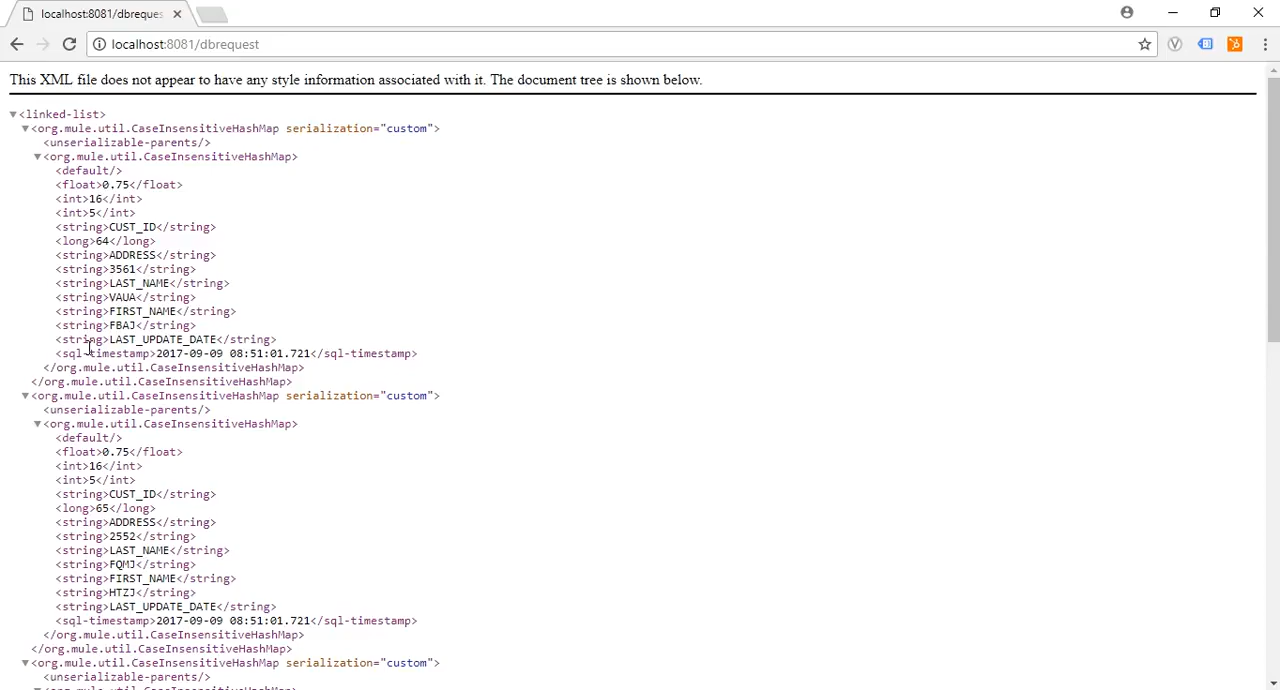 localhost:8081/dbreques
localhost:8081/dbrequest
This XML file does not appear to have any style information associated with it. The document tree is shown below.
<linked-list>
<org.mule.util.CaseInsensitiveHashMap serialization="custom">
<unserializable-parents/>
<org.mule.util.CaseInsensitiveHashMap>
<default/>
<float>0.75</float>
<int>16</int>
<int>5</int>
<string>CUST_ID</string>
<long>64</long>
<string>ADDRESS</string>
<string>3561</string>
<string>LAST_NAME</string>
<string>VAUA</string>
<string>FIRST_NAME</string>
<string>FBAJ</string>
<string>LAST_UPDATE_DATE</string>
<sql-timestamp>2017-09-09 08:51:01.721</sql-timestamp>
</org.mule.util.CaseInsensitiveHashMap>
</org.mule.util.CaseInsensitiveHashMap>
<org.mule.util.CaseInsensitiveHashMap serialization="custom">
<unserializable-parents/>
<org.mule.util.CaseInsensitiveHashMap>
<default/>
<float>0.75</float>
<int>16</int>
<int>5</int>
<string>CUST_ID</string>
<long>65</long>
<string>ADDRESS</string>
<string>2552</string>
<string>LAST_NAME</string>
<string>FQMJ</string>
<string>FIRST_NAME</string>
<string>HTZJ</string>
<string>LAST_UPDATE_DATE</string>
<sql-timestamp>2017-09-09 08:51:01.721</sql-timestamp>
</org.mule.util.CaseInsensitiveHashMap>
</org.mule.util.CaseInsensitiveHashMap>
<org.mule.util.CaseInsensitiveHashMap serialization="custom">
<unserializable-parents/>
<org.mule.util.CaseInsensitiveHashMap>